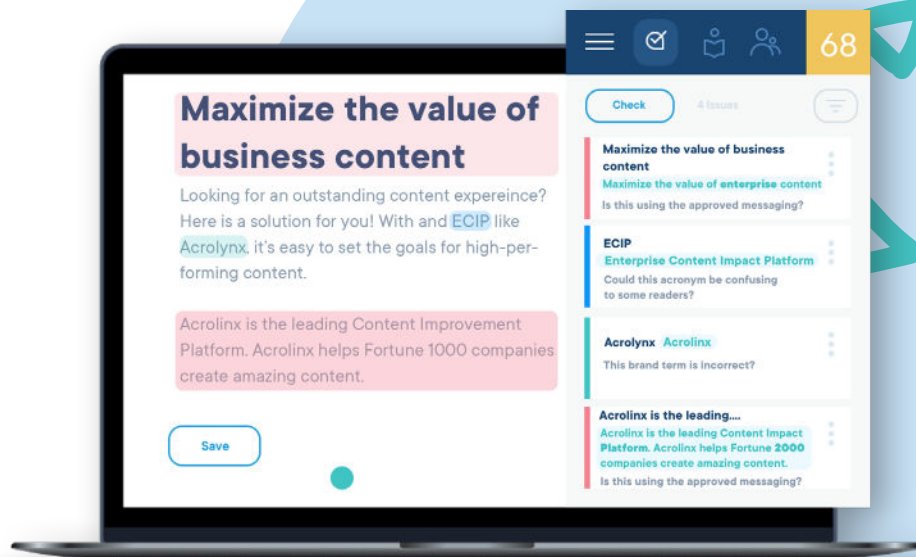 68
Maximize the value of
business content
Looking for an outstanding content expereince?
Here is a solution for you! With and ECIP like
Acrolynx, it's easy to set the goals for high-per-
forming content.
Acrolinx is the leading Content Improvement
Platform. Acrolinx helps Fortune 1000 companies
create amazing content.
Save
Check
4 Issues
Maximize the value of business
content
Maximize the value of enterprise content
Is this using the approved messaging?
ECIP
Enterprise Content Impact Platform
Could this acronym be confusing
to some readers?
Acrolynx Acrolinx
This brand term is incorrect?
Acrolinx is the leading....
Acrolinx is the leading Content Impact
Platform. Acrolinx helps Fortune 2000
companies create amazing content.
Is this using the approved messaging?